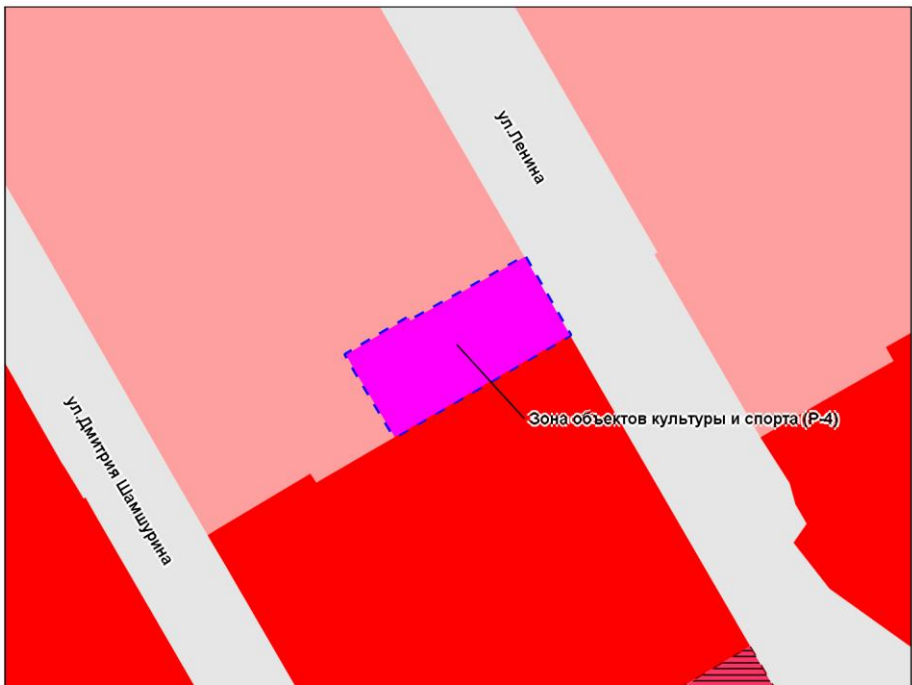 ул.Ленина
ул.Дмитрия Шамшурина
Зона объектов культуры и спорта (Р-4)